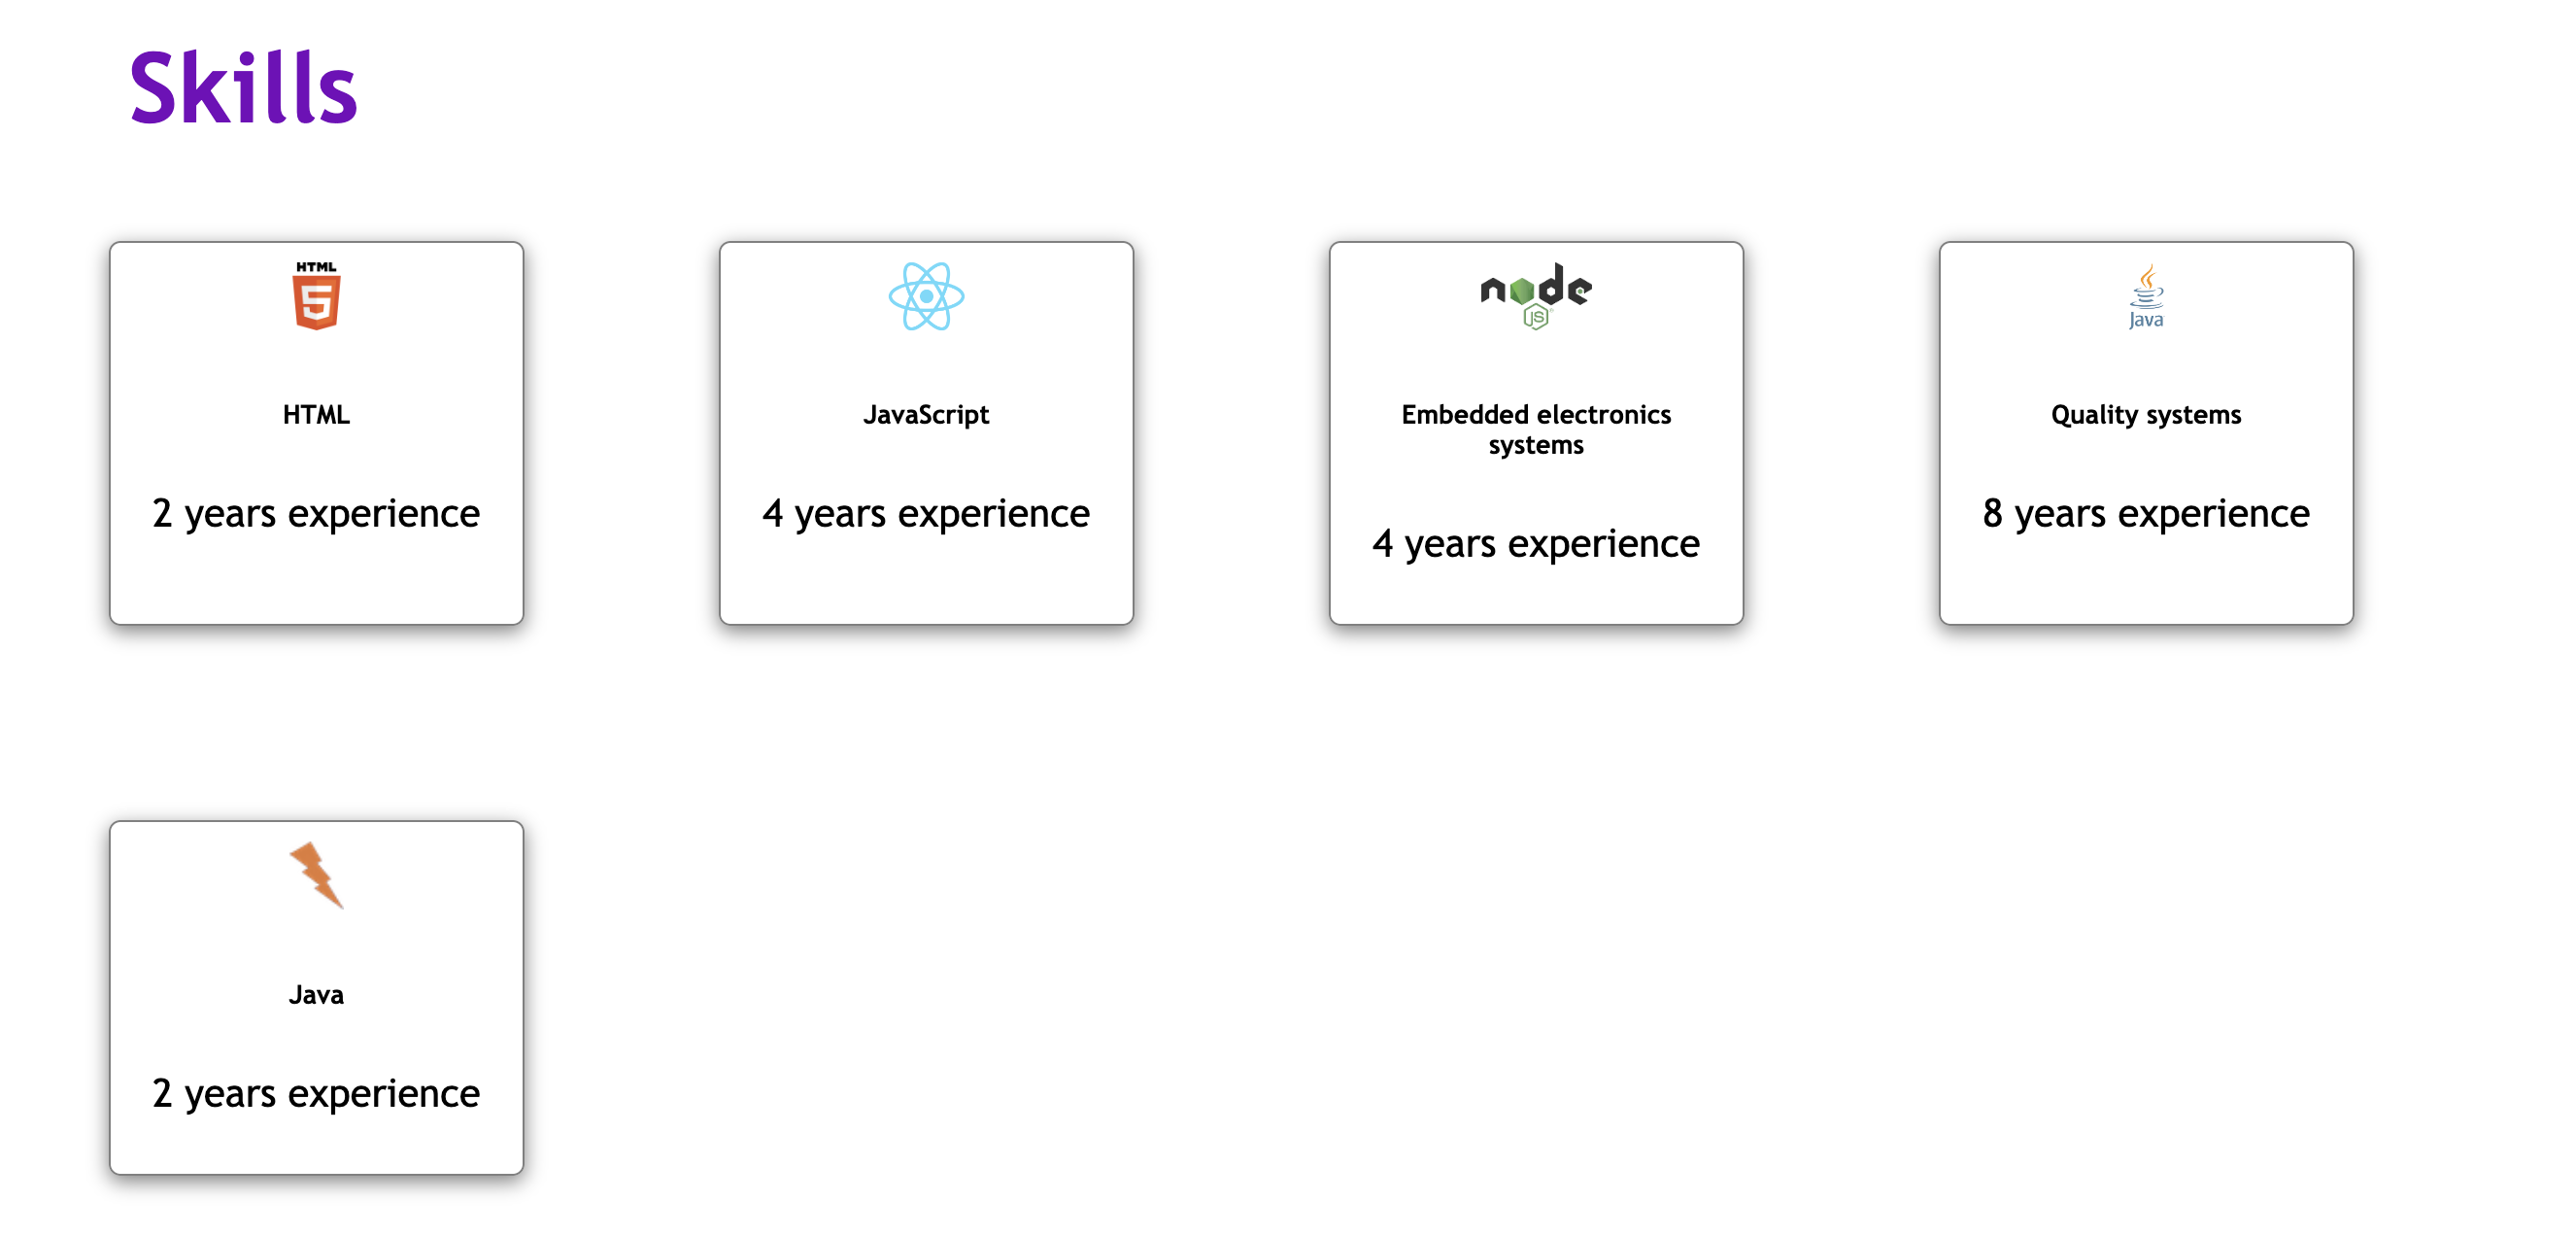 Skills
HTML
5
HTML
2 years experience
JavaScript
4 years experience
node
JS
Embedded electronics
systems
4 years experience
Java
Quality systems
8 years experience
Java
2 years experience